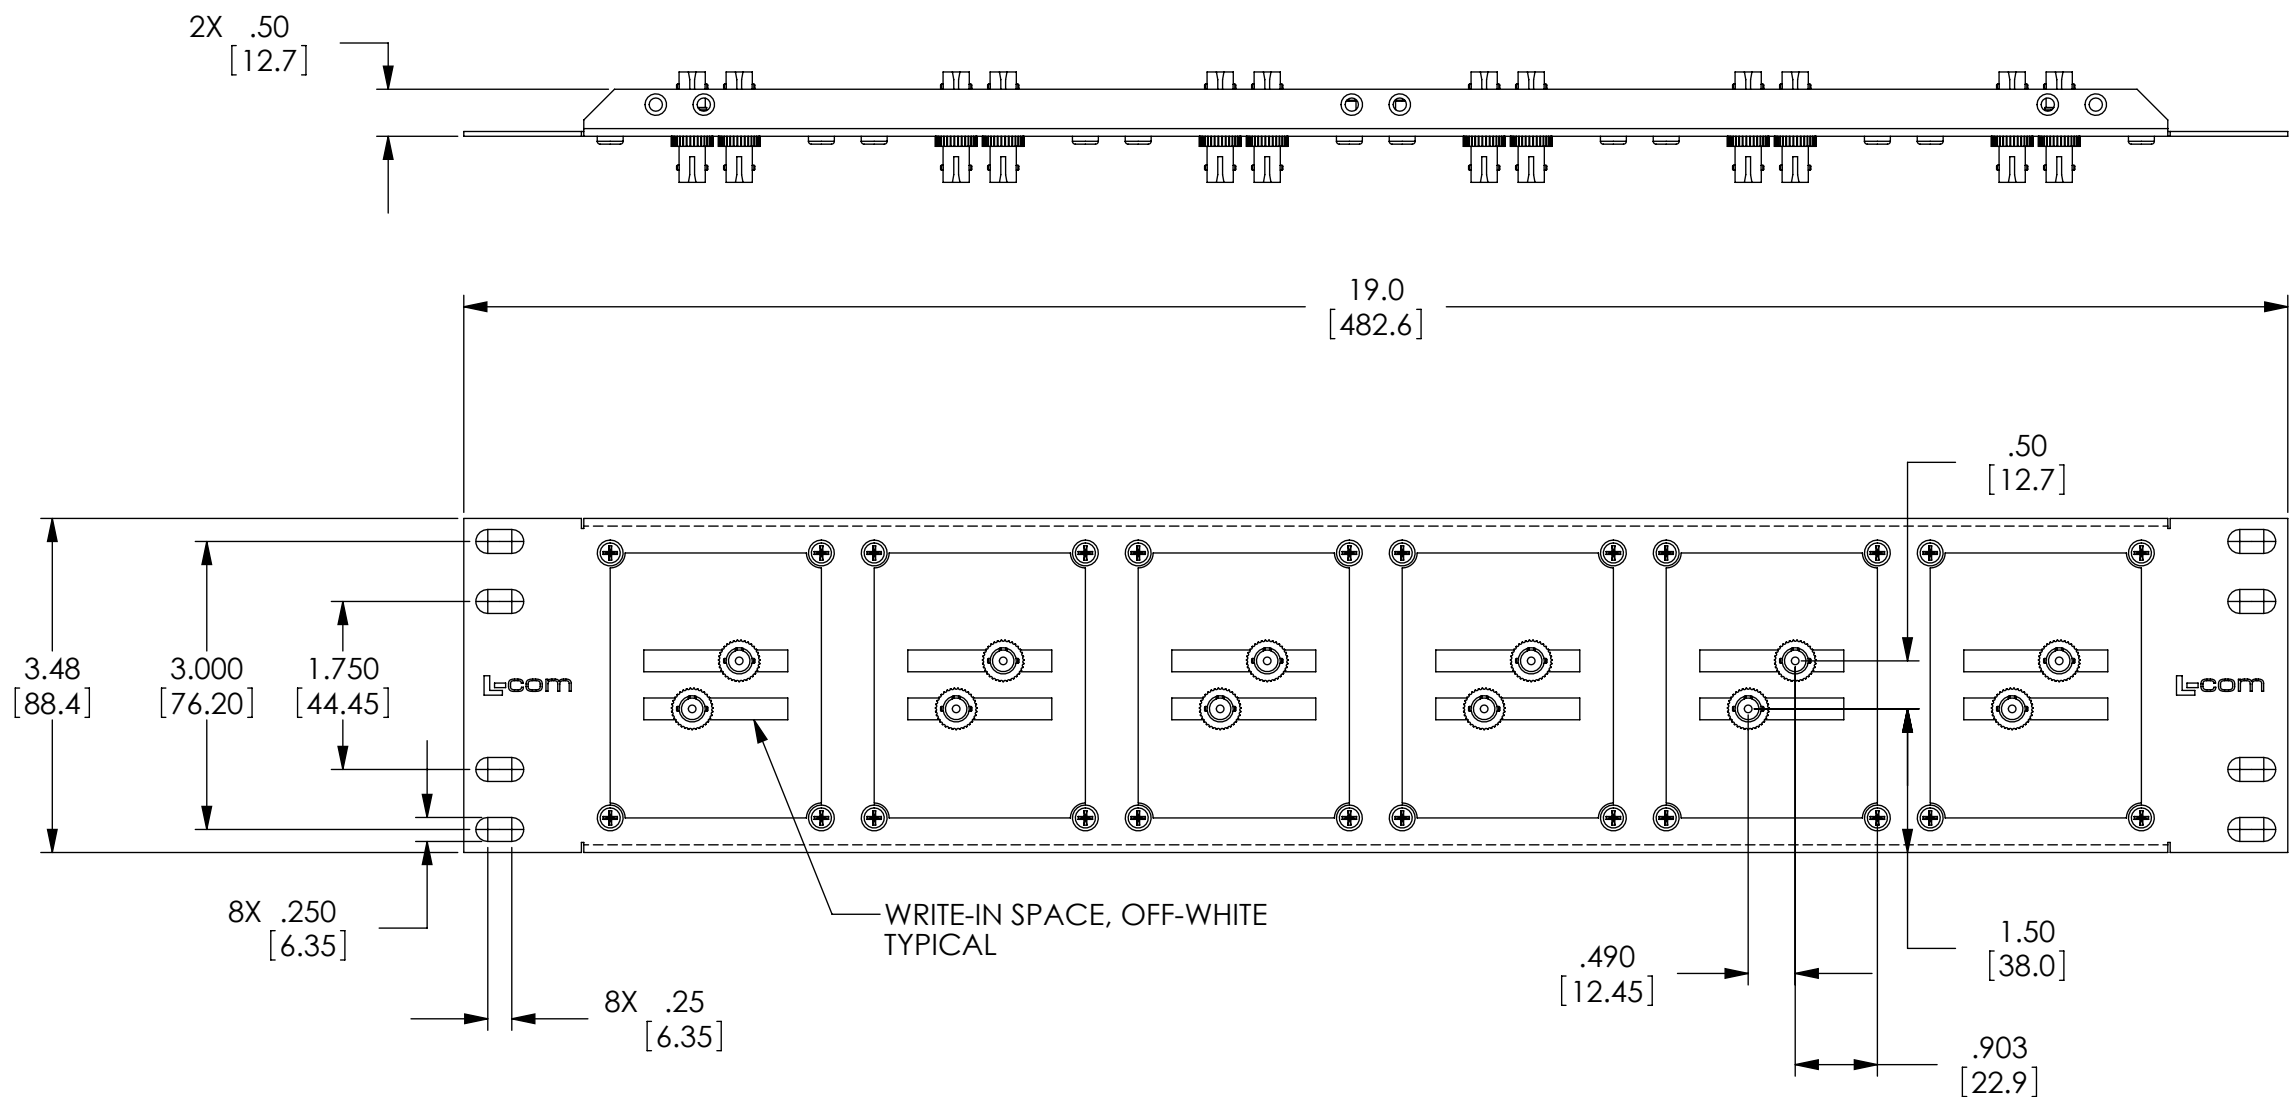 2X .50
[12.7]
19.0
[482.6]
.50
[12.7]
3.48
[88.4]
3.000
[76.20]
1.750
[44.45]
L-com
L-com
8X .250
[6.35]
WRITE-IN SPACE, OFF-WHITE
TYPICAL
8X .25
[6.35]
.490
[12.45]
1.50
[38.0]
.903
[22.9]